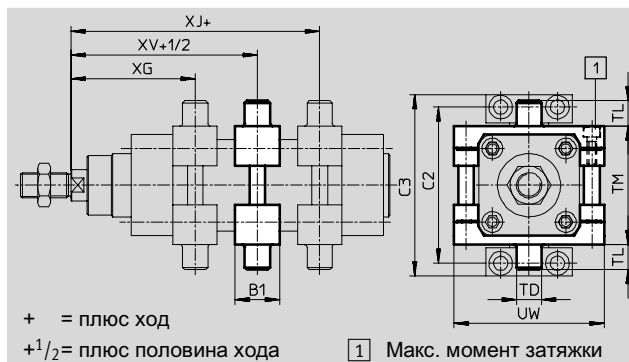 XJ+
XV+1/2
XG
1
TL
C3
C2
TM
TL
B1
TD
UW
+ = плюс ход
+1/2= плюс половина хода
1 Макс. момент затяжки